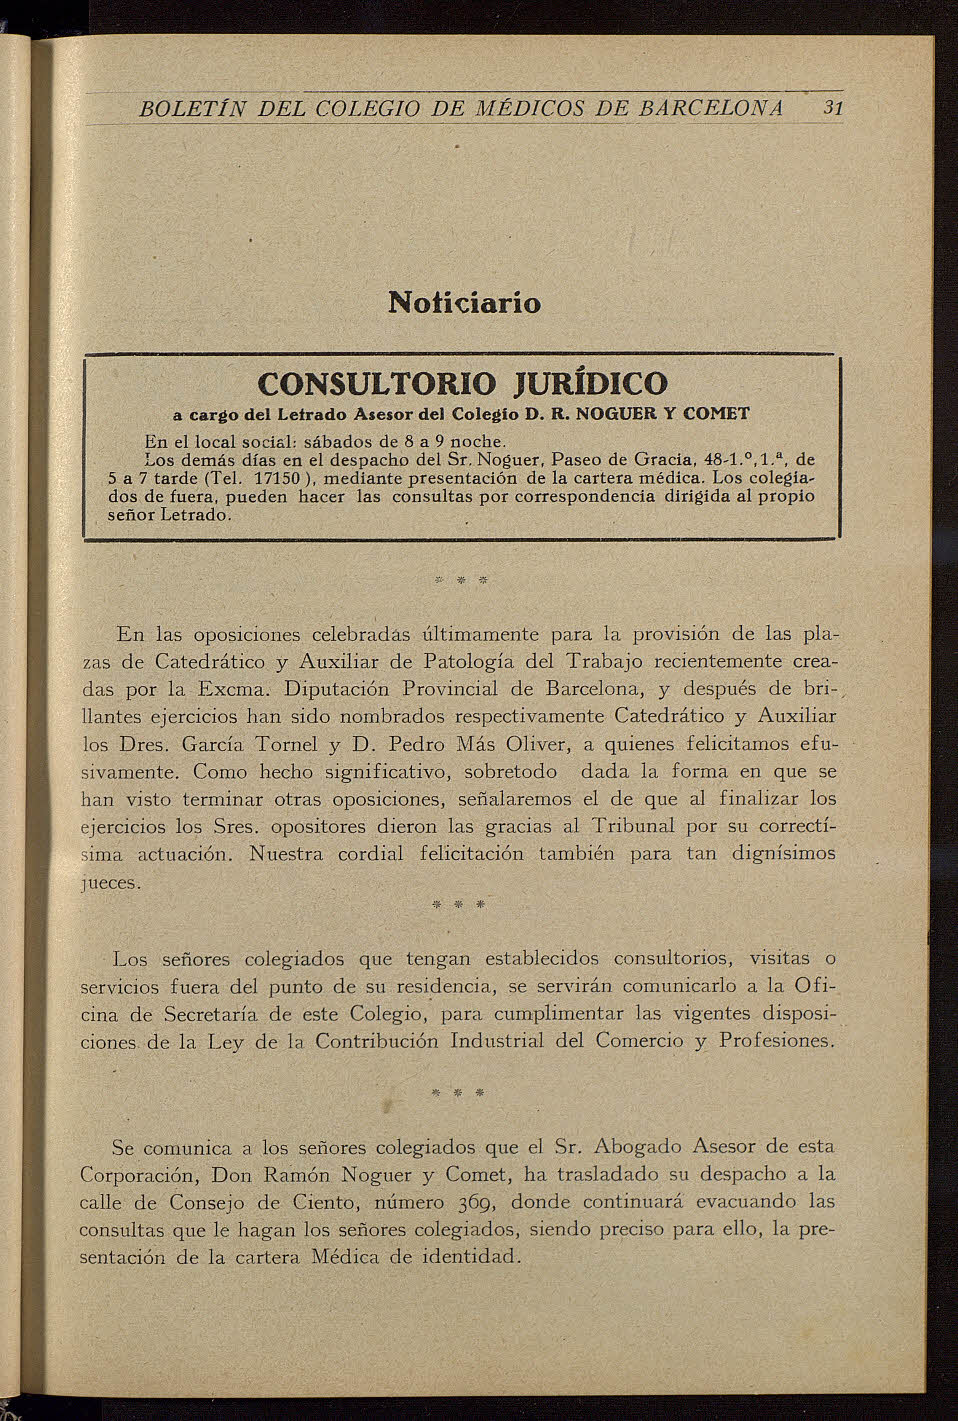 BOLETÍN DEL COLEGIO DE MÉDICOS DE BARCELONA 31
Noticiario
CONSULTORIO JURÍDICO
a cargo del Letrado Asesor del Colegio D. R. NOGUER Y COMET
En el local social: sábados de 8 a 9 noche.
Los demás días en el despacho del Sr. Noguer, Paseo de Gracia, 48-1.º,1.ª, de
5 a 7 tarde (Tel. 17150 ), mediante presentación de la cartera médica. Los colegia-
dos de fuera, pueden hacer las consultas por correspondencia dirigida al propio
señor Letrado.
* * *
En las oposiciones celebradas últimamente para la provisión de las pla-
zas de Catedrático y Auxiliar de Patología del Trabajo recientemente crea-
das por la Excma. Diputación Provincial de Barcelona, y después de bri-
llantes ejercicios han sido nombrados respectivamente Catedrático y Auxiliar
los Dres. García Tornel y D. Pedro Más Oliver, a quienes felicitamos efu-
sivamente. Como hecho significativo, sobretodo dada la forma en que se
han visto terminar otras oposiciones, señalaremos el de que al finalizar los
ejercicios los Sres. opositores dieron las gracias al Tribunal por su correctí-
sima actuación. Nuestra cordial felicitación también para tan dignísimos
jueces.
* * *
Los señores colegiados que tengan establecidos consultorios, visitas o
servicios fuera del punto de su residencia, se servirán comunicarlo a la Ofi-
cina de Secretaría de este Colegio, para cumplimentar las vigentes disposi-
ciones de la Ley de la Contribución Industrial del Comercio y Profesiones.
* * *
Se comunica a los señores colegiados que el Sr. Abogado Asesor de esta
Corporación, Don Ramón Noguer y Comet, ha trasladado su despacho a la
calle de Consejo de Ciento, número 369, donde continuará evacuando las
consultas que le hagan los señores colegiados, siendo preciso para ello, la pre-
sentación de la cartera Médica de identidad.